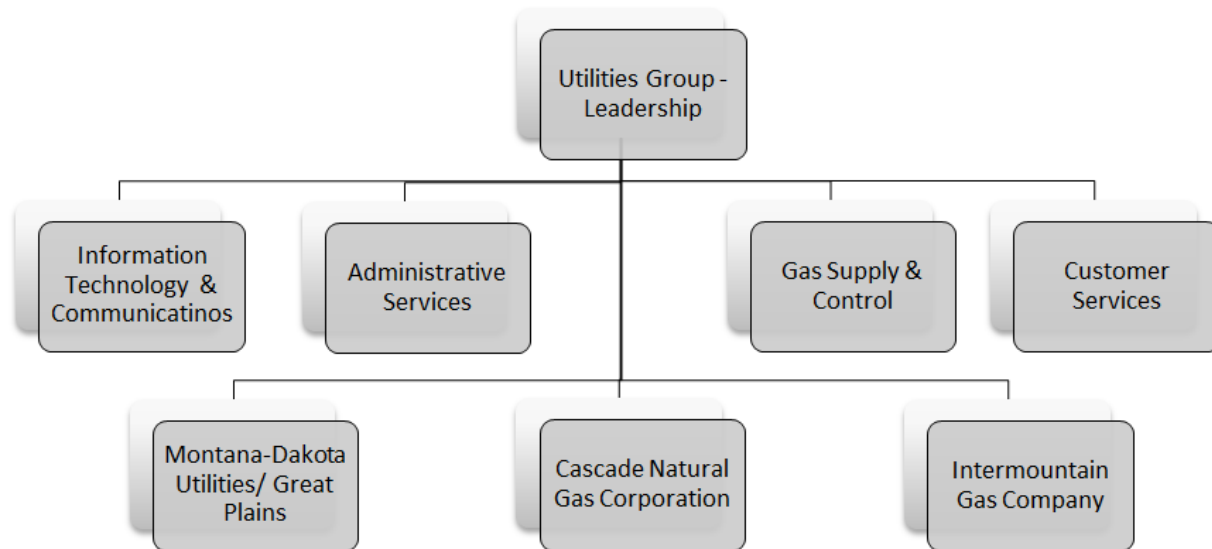 Utilities Group -
Leadership
Information
Technology &
Communicatinos
Administrative
Services
Gas Supply &
Control
Customer
Services
Montana-Dakota
Utilities/ Great
Plains
Cascade Natural
Gas Corporation
Intermountain
Gas Company